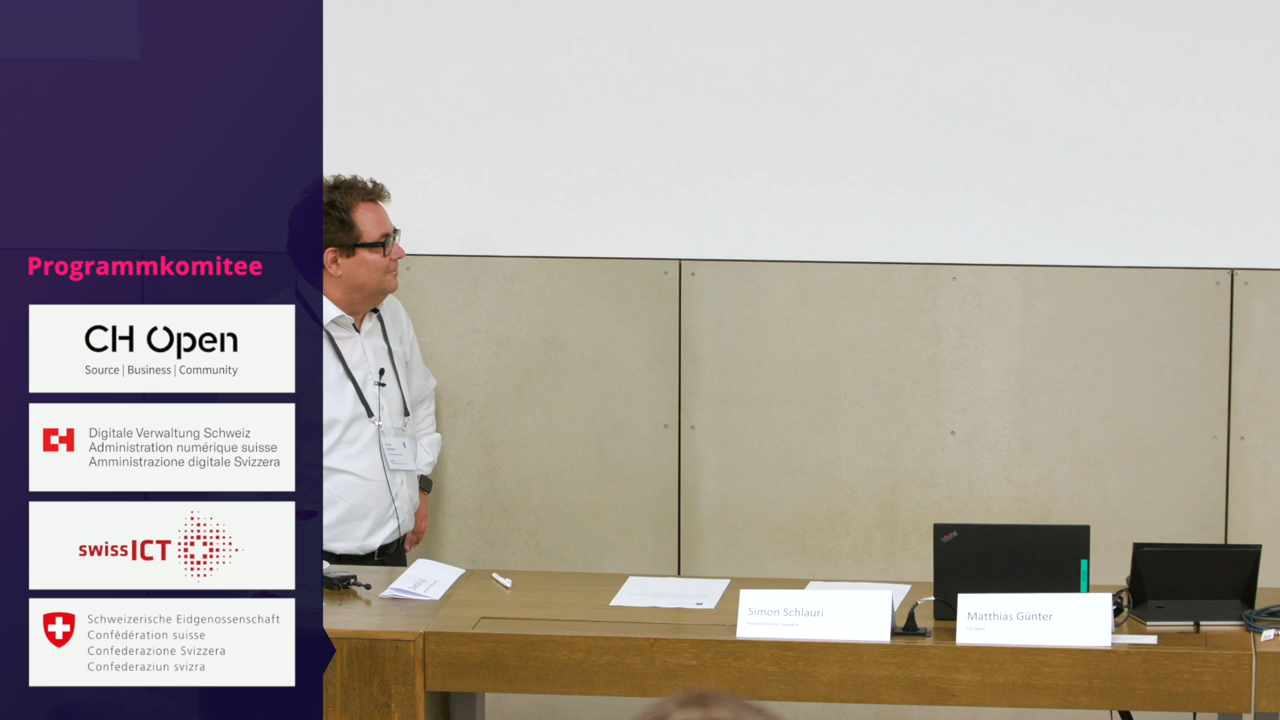 Programmkomitee
CH Open
Source | Business | Community
Digitale Verwaltung Schweiz
Administration numérique suisse
Amministrazione digitale Svizzera
swissICT
Schweizerische Eidgenossenschaft
Confédération suisse
Confederazione Svizzera
Confederaziun svizra
Simon Schlauri
Matthias Günter